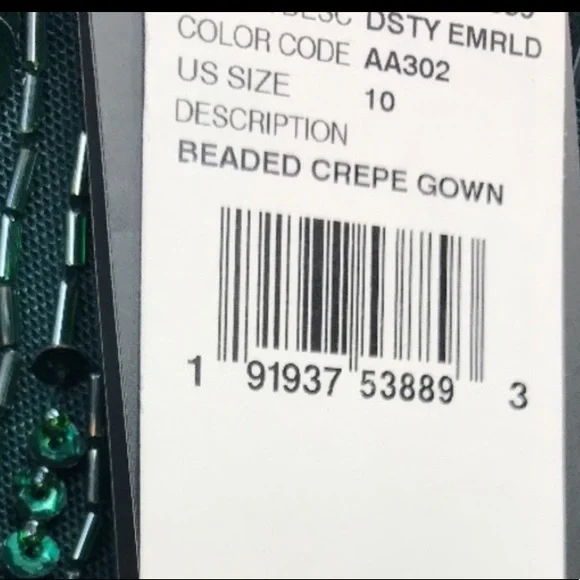 DSTY EMRLD
COLOR CODE AA302
US SIZE 10
DESCRIPTION
BEADED CREPE GOWN
1 91937 53889 3